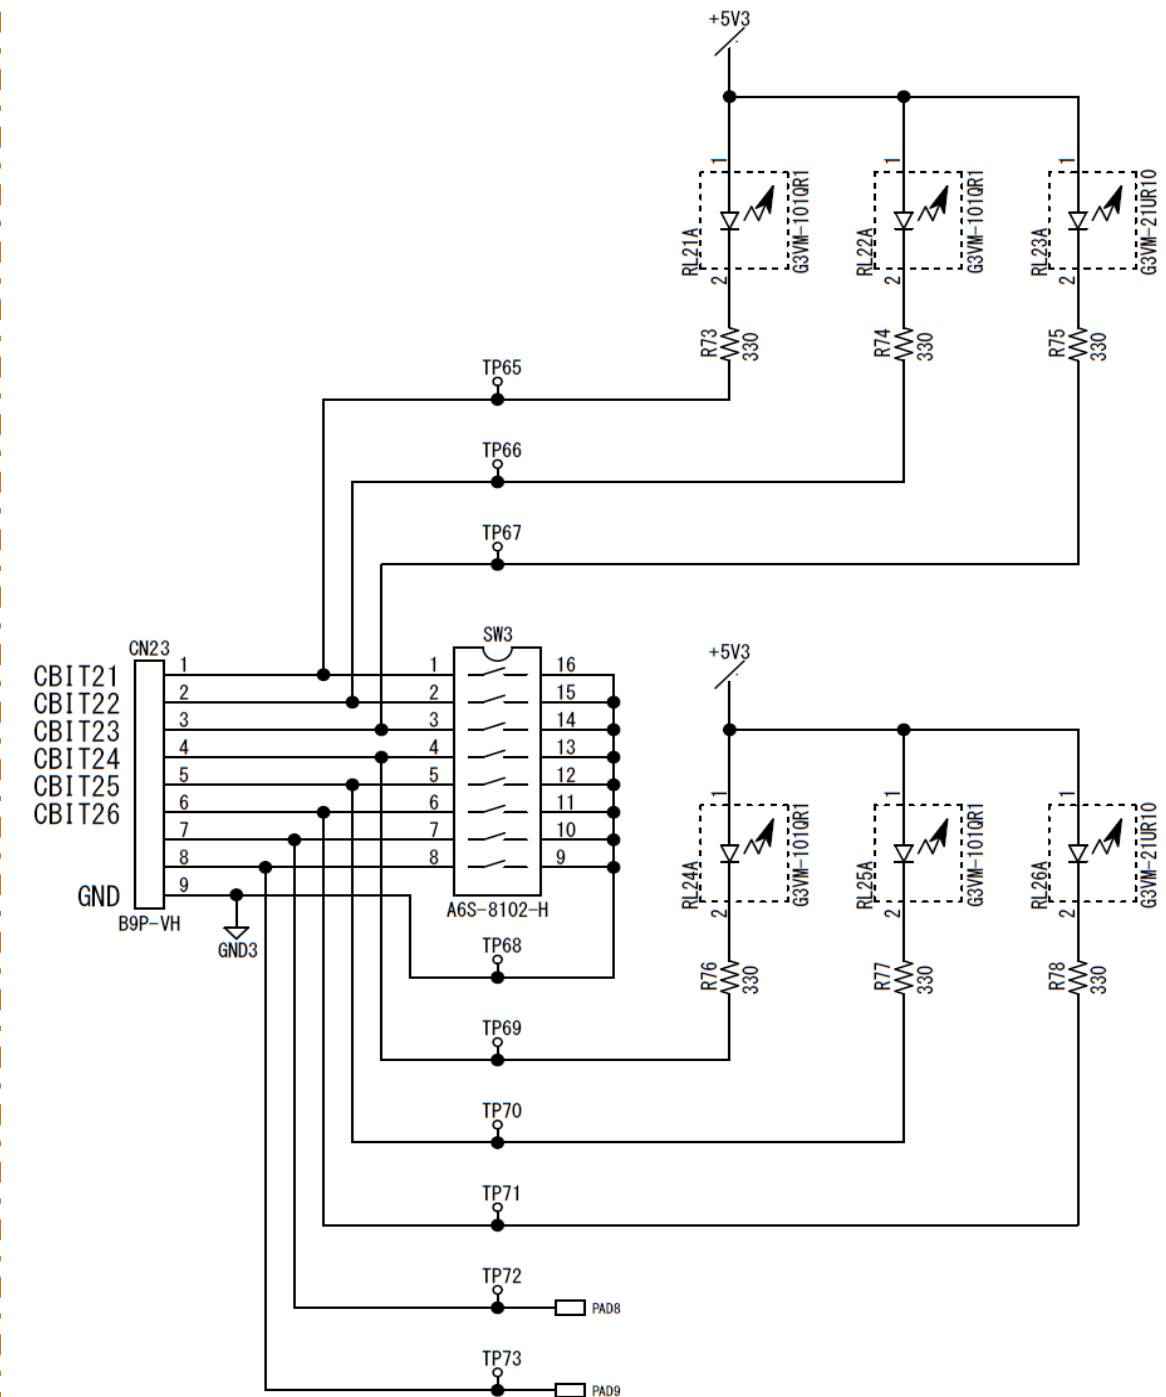 +5V3
1
1
1
RL21A
G3VM-101QR1
RL22A
G3VM-101QR1
RL23A
G3VM-21UR10
2
2
2
R73
330
R74
330
R75
330
TP65
TP66
TP67
CN23
SW3
+5V3
CBIT21
1
1
16
CBIT22
2
2
15
CBIT23
3
3
14
CBIT24
4
4
13
CBIT25
5
5
12
CBIT26
6
6
11
7
7
10
8
8
9
GND
9
B9P-VH
GND3
A6S-8102-H
1
1
1
RL24A
G3VM-101QR1
RL25A
G3VM-101QR1
RL26A
G3VM-21UR10
2
2
2
TP68
R76
330
R77
330
R78
330
TP69
TP70
TP71
TP72
PAD8
TP73
PAD9